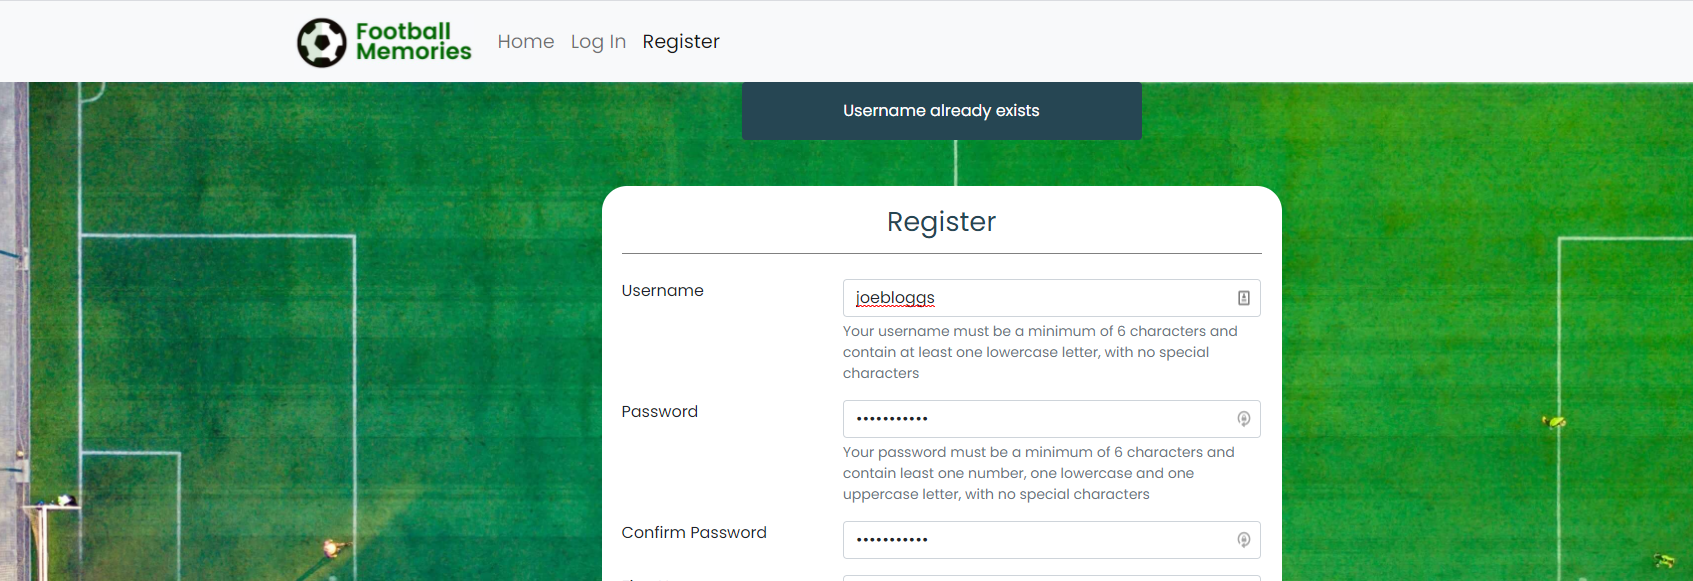 Football
Memories
Home Log In Register
Username already exists
Register
Username
joebloggs
Your username must be a minimum of 6 characters and
contain at least one lowercase letter, with no special
characters
Password
•••••••••••
Your password must be a minimum of 6 characters and
contain least one number, one lowercase and one
uppercase letter, with no special characters
Confirm Password
•••••••••••